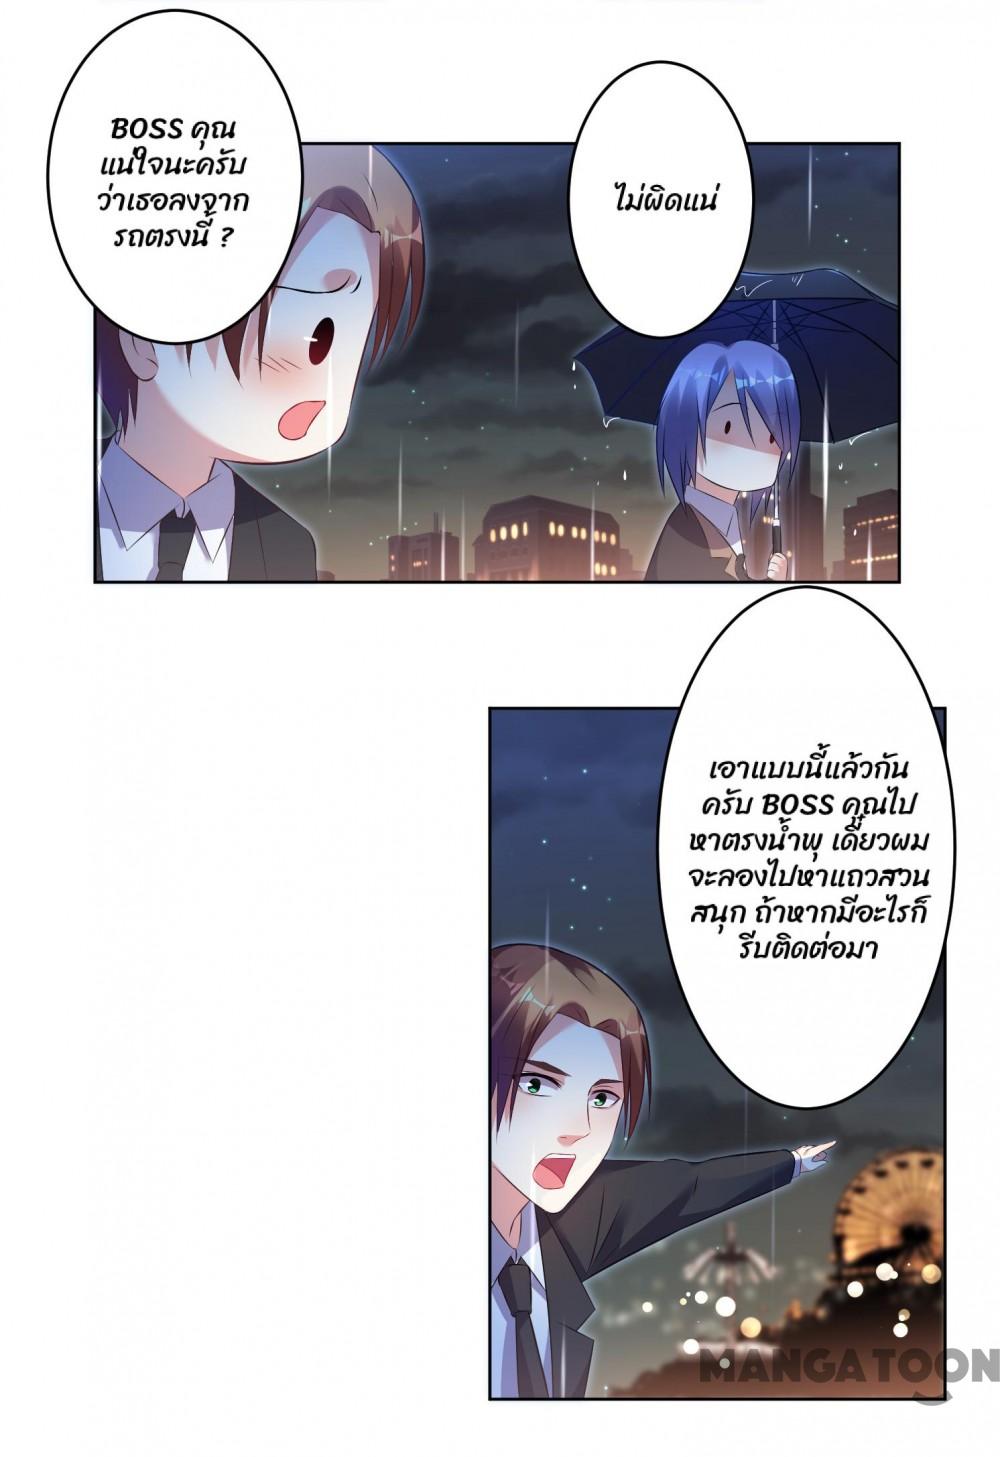 BOSS คุณ
แน่ใจนะครับ
ว่าเธอลงจาก
รถตรงนี้ ?
ไม่ผิดแน่
เอาแบบนี้แล้วกัน
ครับ BOSS คุณไป
หาตรงน้ำพุ เดี๋ยวผม
จะลองไปหาแถวสวน
สนุก ถ้าหากมีอะไรก็
รีบติดต่อมา
MANGATOON